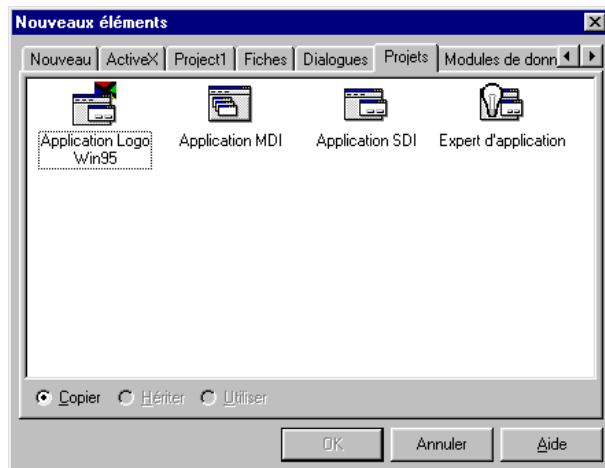 Nouveaux éléments
Nouveau ActiveX Project1 Fiches Dialogues Projets Modules de donn
Application Logo Win95 Application MDI Application SDI Expert d'application
Copier Hériter Utiliser
OK Annuler Aide